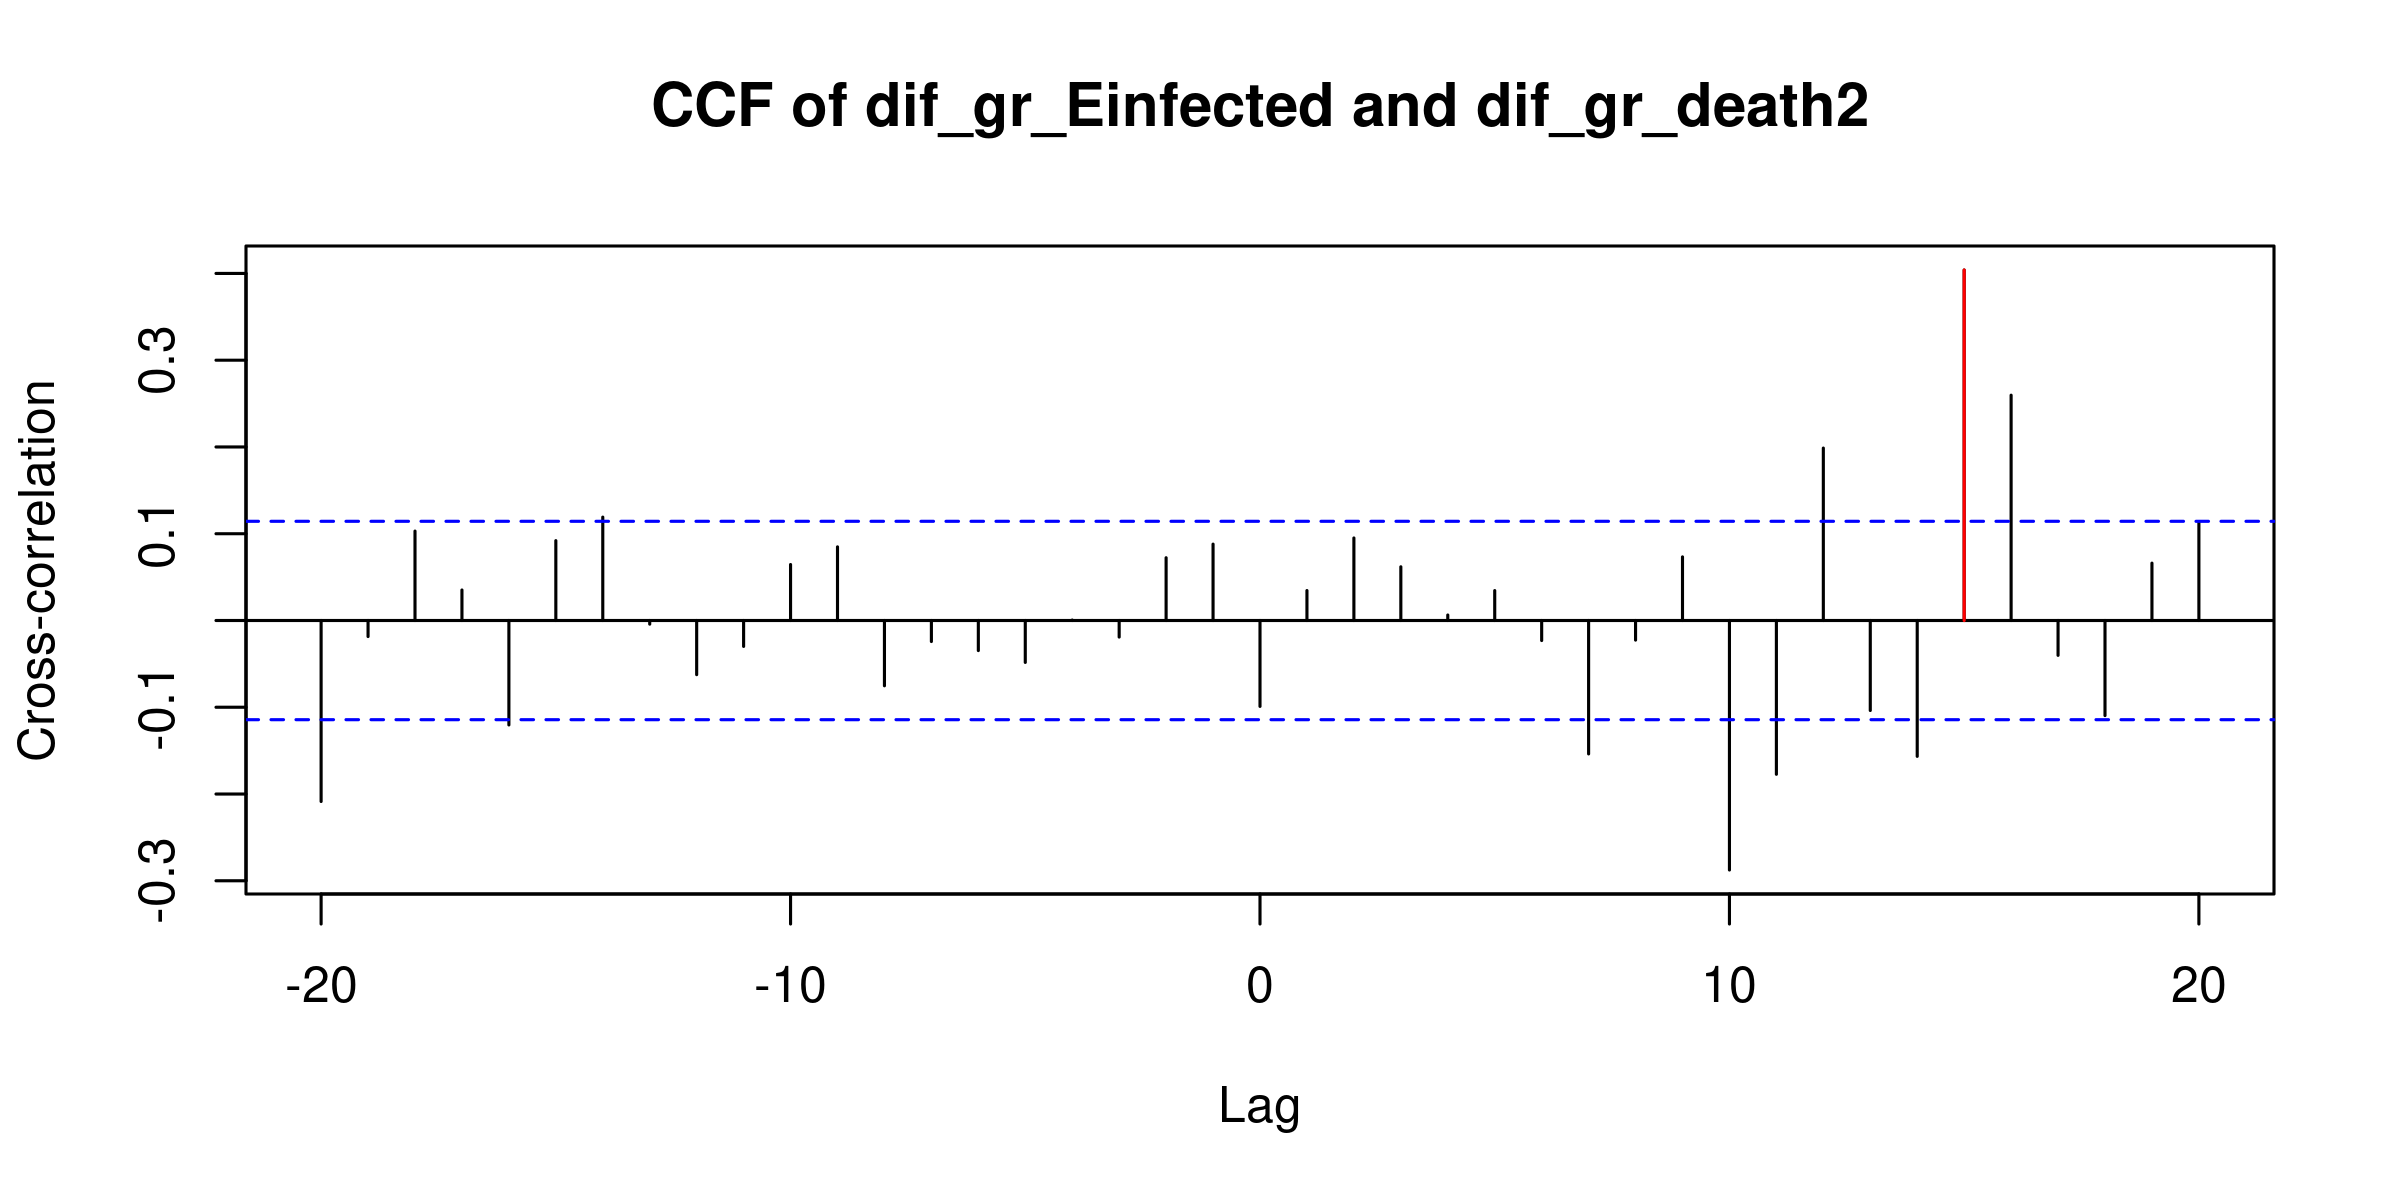 CCF of dif_gr_Einfected and dif_gr_death2
Cross-correlation
0.3
0.1
-0.1
-0.3
-20 -10 0 10 20
Lag